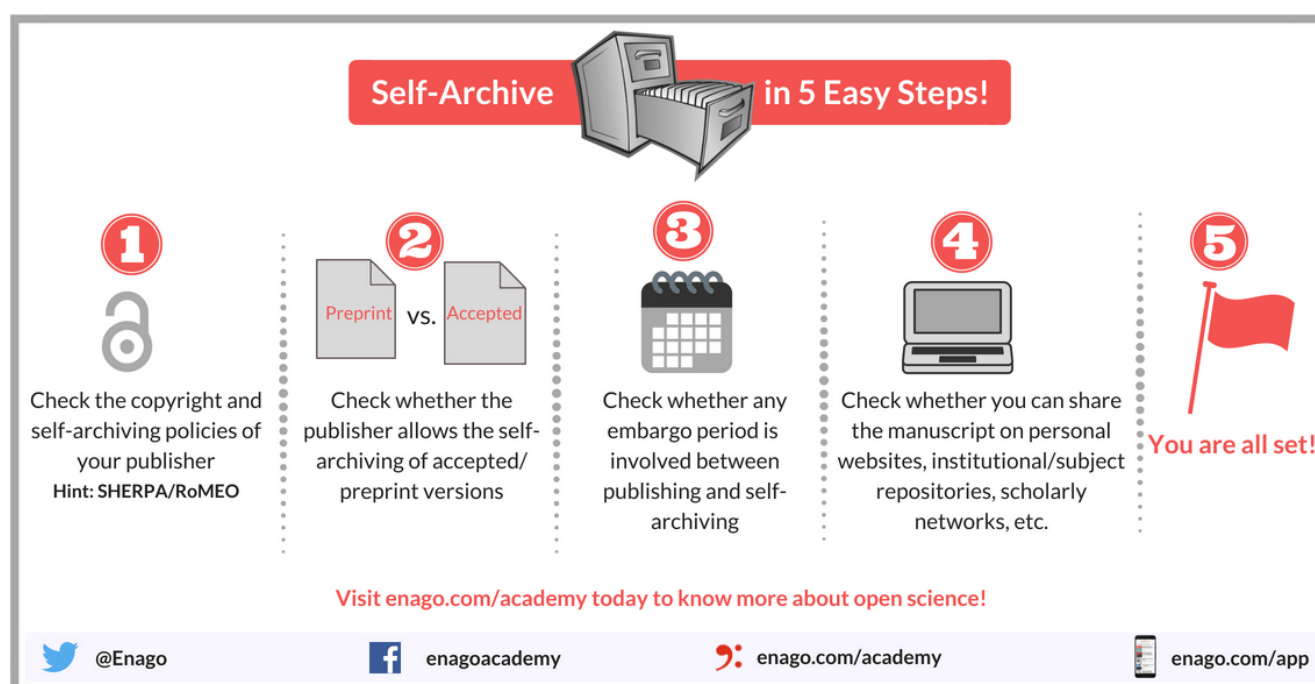 Self-Archive in 5 Easy Steps!
1
Check the copyright and
self-archiving policies of
your publisher
Hint: SHERPA/RoMEO
2
Preprint vs. Accepted
Check whether the
publisher allows the self-
archiving of accepted/
preprint versions
3
Check whether any
embargo period is
involved between
publishing and self-
archiving
4
Check whether you can share
the manuscript on personal
websites, institutional/subject
repositories, scholarly
networks, etc.
5
You are all set!
Visit enago.com/academy today to know more about open science!
@Enago
enagoacademy
enago.com/academy
enago.com/app